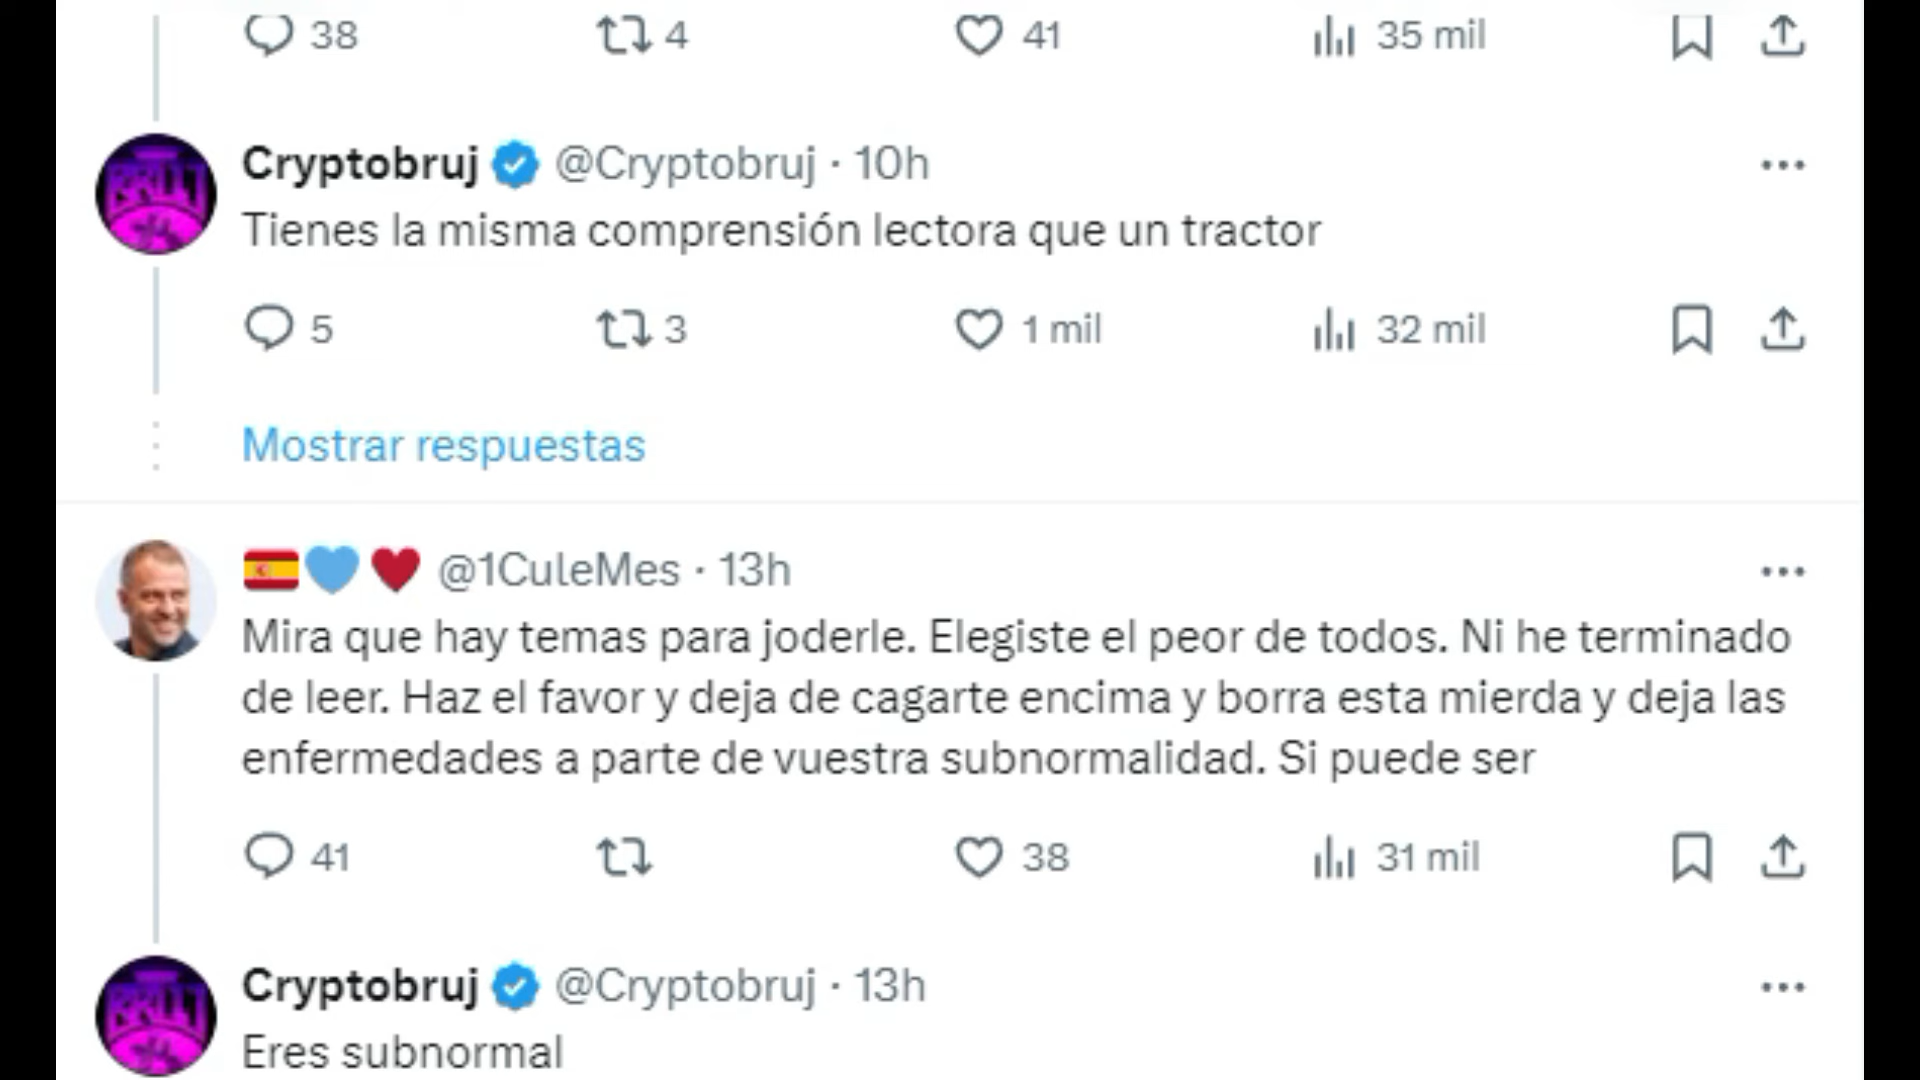 38 4 41 35 mil
Cryptobruj @Cryptobruj · 10h
Tienes la misma comprensión lectora que un tractor
5 3 1 mil 32 mil
Mostrar respuestas
@1CuleMes · 13h
Mira que hay temas para joderle. Elegiste el peor de todos. Ni he terminado
de leer. Haz el favor y deja de cagarte encima y borra esta mierda y deja las
enfermedades a parte de vuestra subnormalidad. Si puede ser
41 38 31 mil
Cryptobruj @Cryptobruj · 13h
Eres subnormal